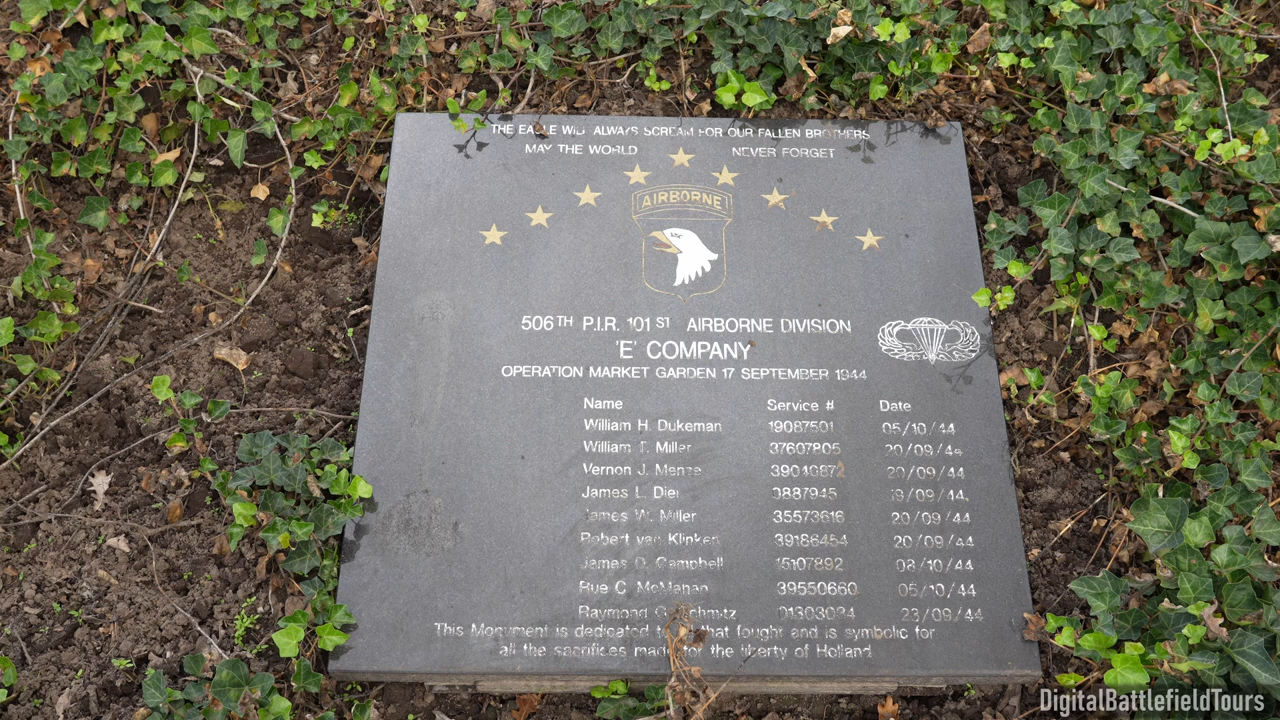 THE EAGLE WILL ALWAYS SCREAM FOR OUR FALLEN BROTHERS
MAY THE WORLD NEVER FORGET
AIRBORNE
506TH P.I.R. 101ST AIRBORNE DIVISION
'E' COMPANY
OPERATION MARKET GARDEN 17 SEPTEMBER 1944
Name Service # Date
William H. Dukeman 19087501 05/10/44
William T. Miller 37607805 20/09/44
Vernon J. Menze 20/09/44
James L. 0887945 19/09/44
James W. Miller 35573616 20/09/44
Robert van Klinken 39186454 20/09/44
James D. Campbell 15107892 08/10/44
39550660 05/10/44
Raymond G. Schmitz 23/09/44
This Monument is dedicated to all that fought and is symbolic for
all the sacrifices made for the liberty of Holland
DigitalBattlefieldTours